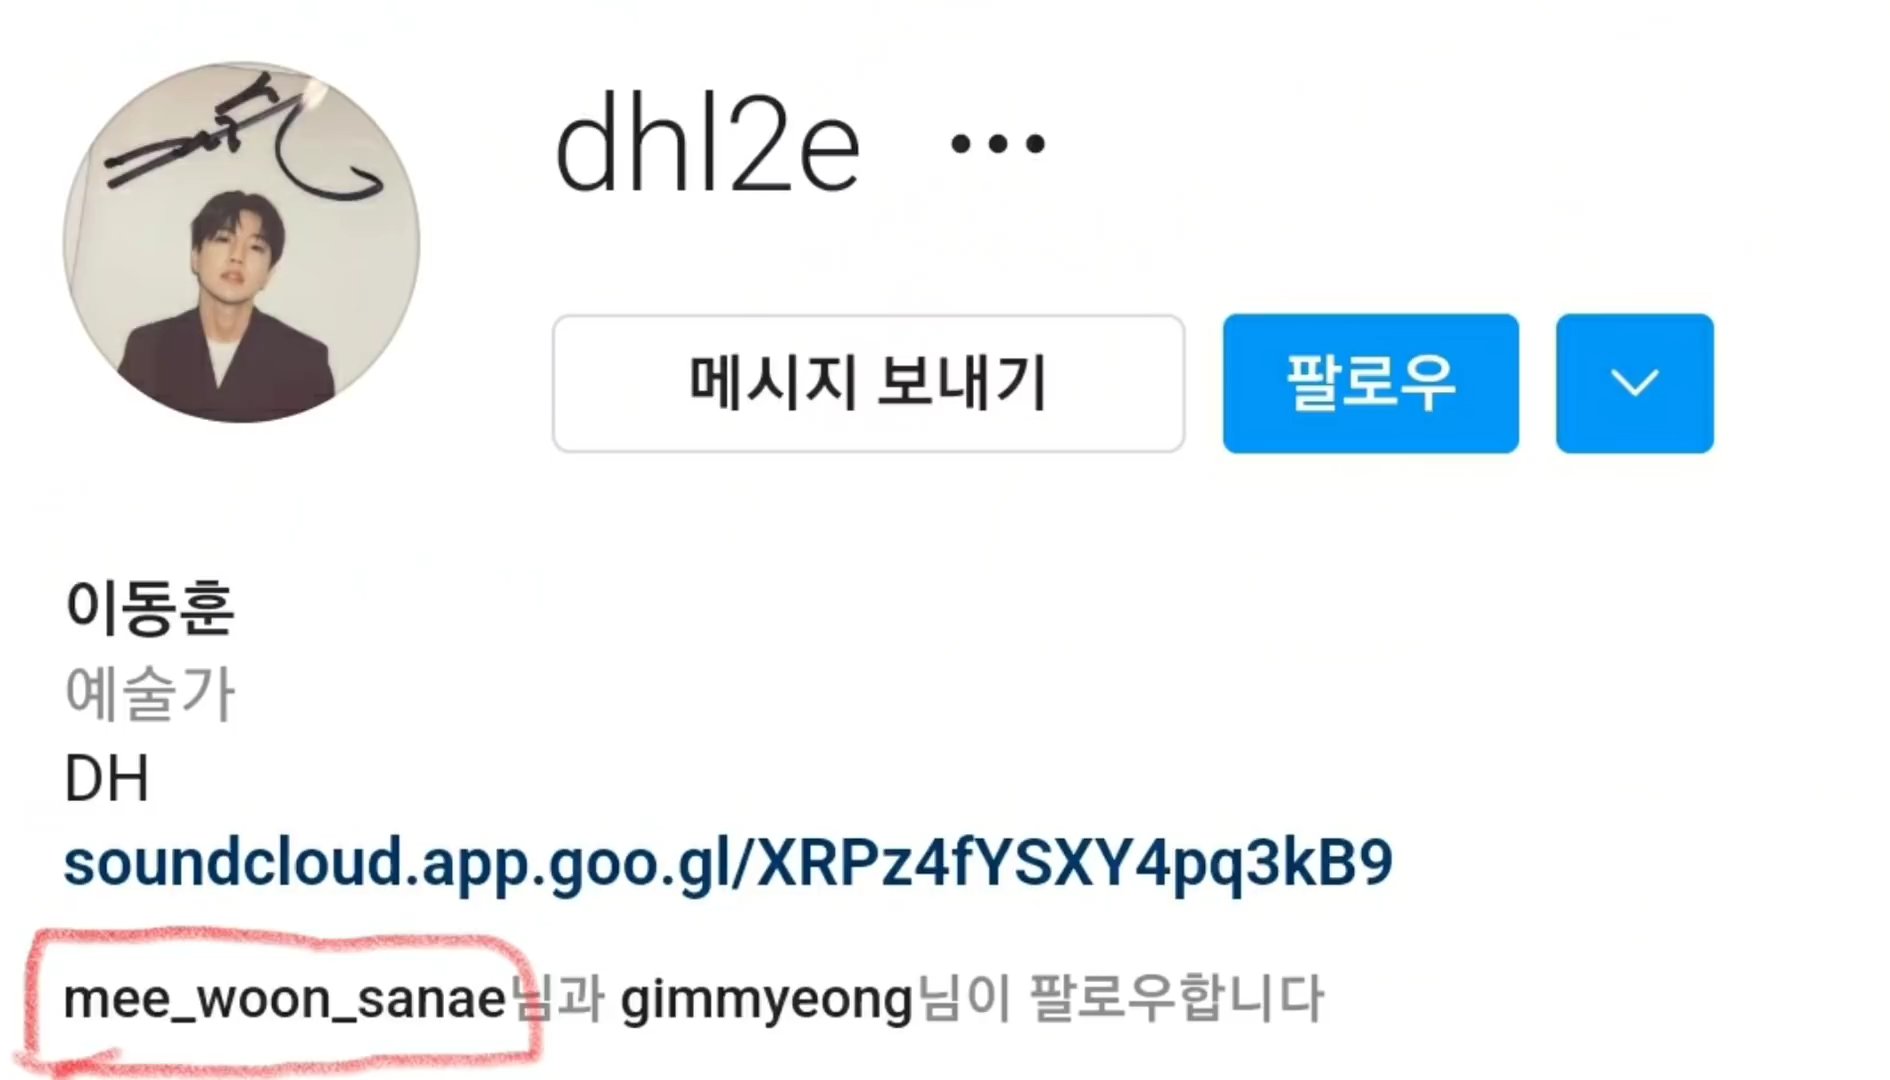 dhl2e
메시지 보내기 팔로우
이동훈
예술가
DH
soundcloud.app.goo.gl/XRPz4fYSXY4pq3kB9
mee_woon_sanae님과 gimmyeong님이 팔로우합니다